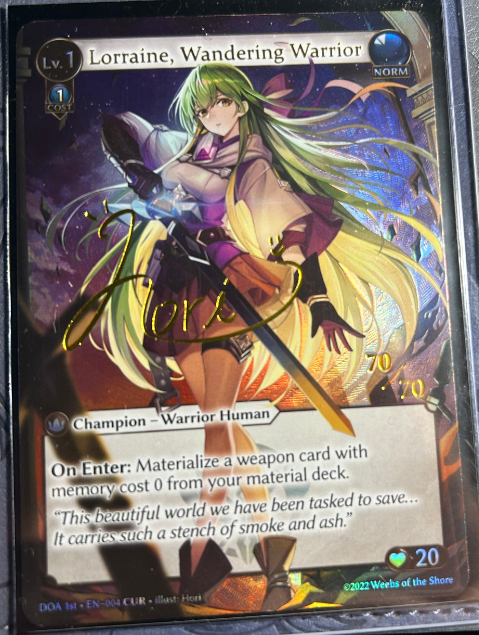 Lv. 1 Lorraine, Wandering Warrior
NORM
1
COST
Hori
70
/70
Champion – Warrior Human
On Enter: Materialize a weapon card with
memory cost 0 from your material deck.
“This beautiful world we have been tasked to save...
It carries such a stench of smoke and ash.”
20
©2022 Weebs of the Shore
DOA 1st • EN-004 CUR • illust: Hori